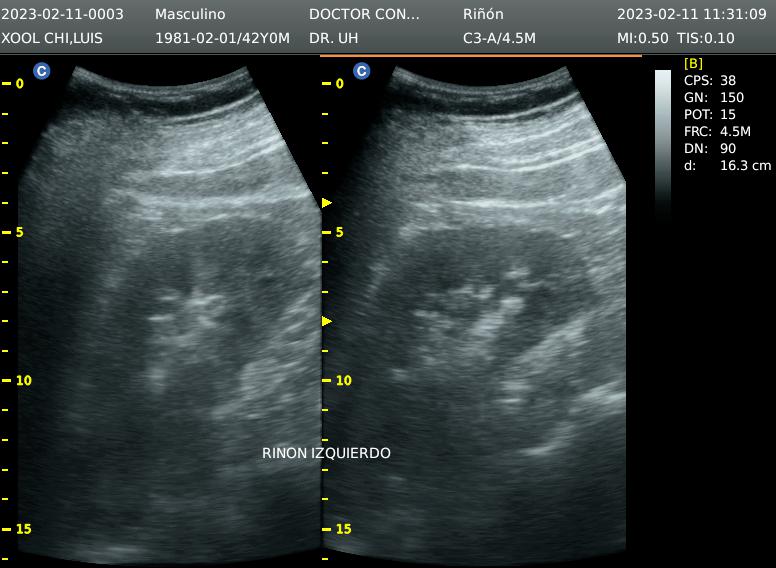 2023-02-11-0003 Masculino DOCTOR CON... Riñón 2023-02-11 11:31:09
XOOL CHI,LUIS 1981-02-01/42Y0M DR. UH C3-A/4.5M MI:0.50 TIS:0.10
C C [B]
0 0 CPS: 38
GN: 150
POT: 15
FRC: 4.5M
DN: 90
d: 16.3 cm
5 5
10 10
RINON IZQUIERDO
15 15